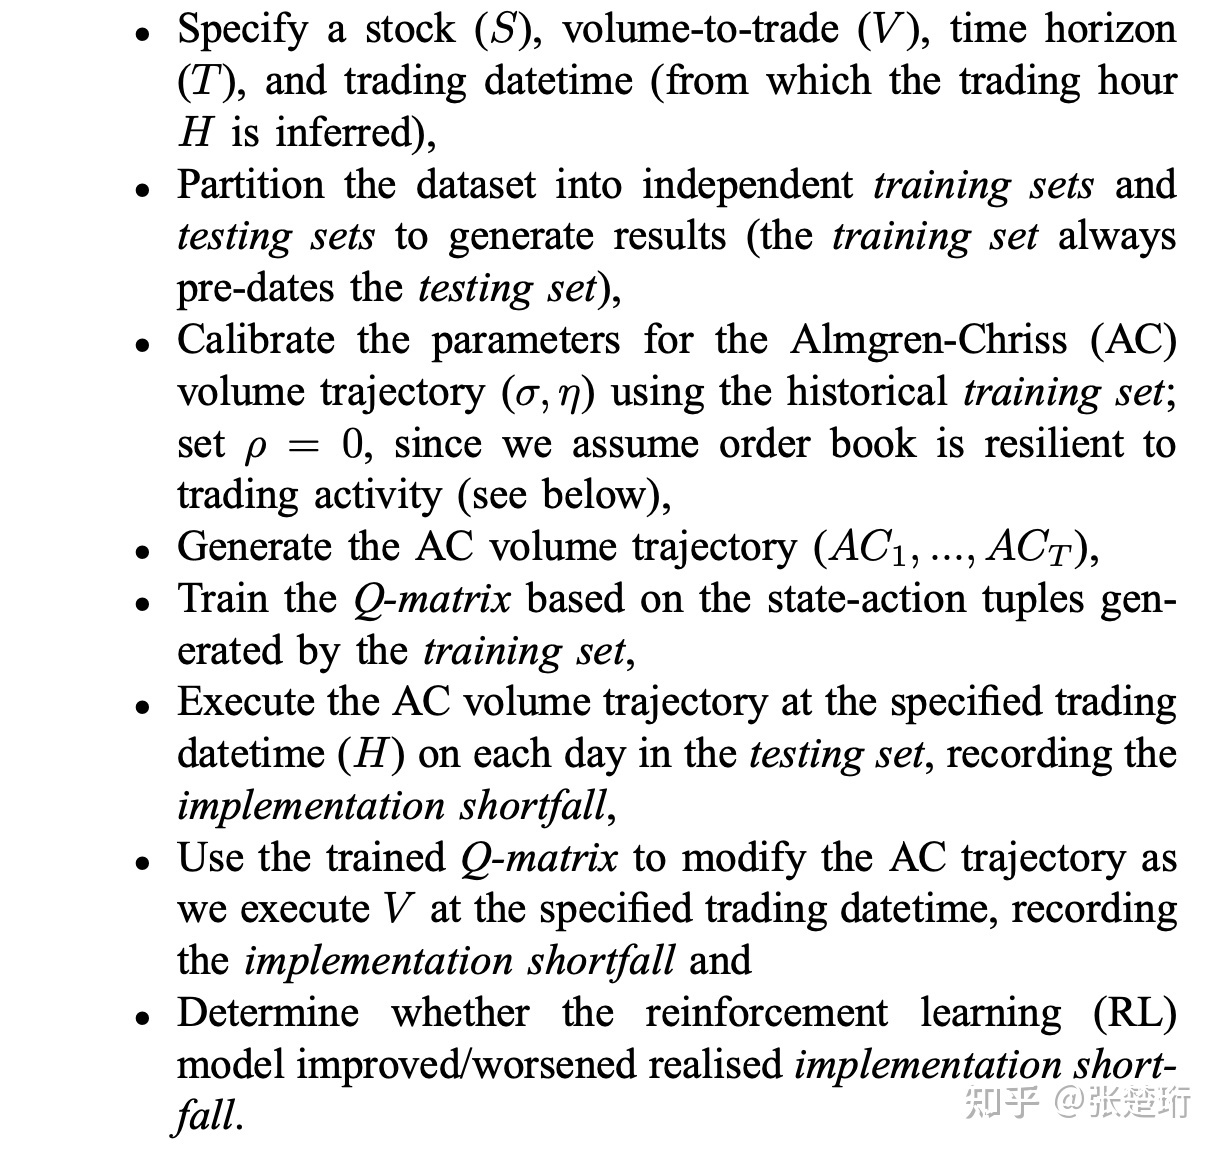 • Specify a stock (S), volume-to-trade (V), time horizon
(T), and trading datetime (from which the trading hour
H is inferred),
• Partition the dataset into independent training sets and
testing sets to generate results (the training set always
pre-dates the testing set),
• Calibrate the parameters for the Almgren-Chriss (AC)
volume trajectory (σ, η) using the historical training set;
set ρ = 0, since we assume order book is resilient to
trading activity (see below),
• Generate the AC volume trajectory (AC₁, ..., AC_T),
• Train the Q-matrix based on the state-action tuples gen-
erated by the training set,
• Execute the AC volume trajectory at the specified trading
datetime (H) on each day in the testing set, recording the
implementation shortfall,
• Use the trained Q-matrix to modify the AC trajectory as
we execute V at the specified trading datetime, recording
the implementation shortfall and
• Determine whether the reinforcement learning (RL)
model improved/worsened realised implementation short-
fall.
知乎 @张楚珩